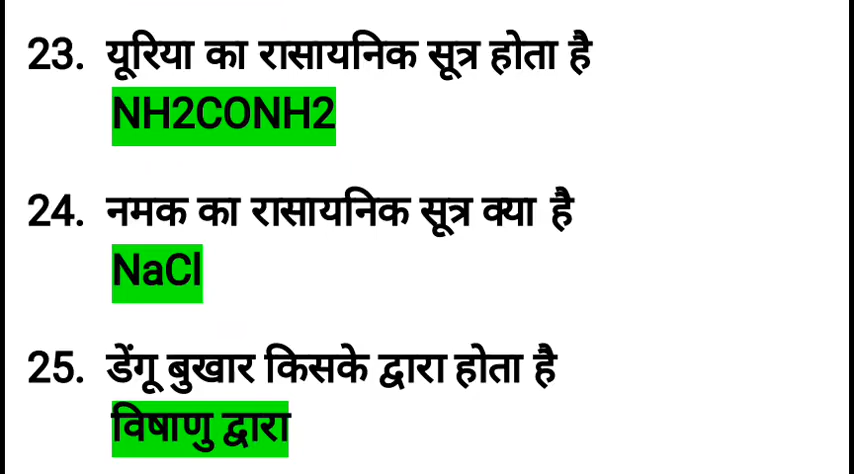 23. यूरिया का रासायनिक सूत्र होता है
NH2CONH2
24. नमक का रासायनिक सूत्र क्या है
NaCl
25. डेंगू बुखार किसके द्वारा होता है
विषाणु द्वारा